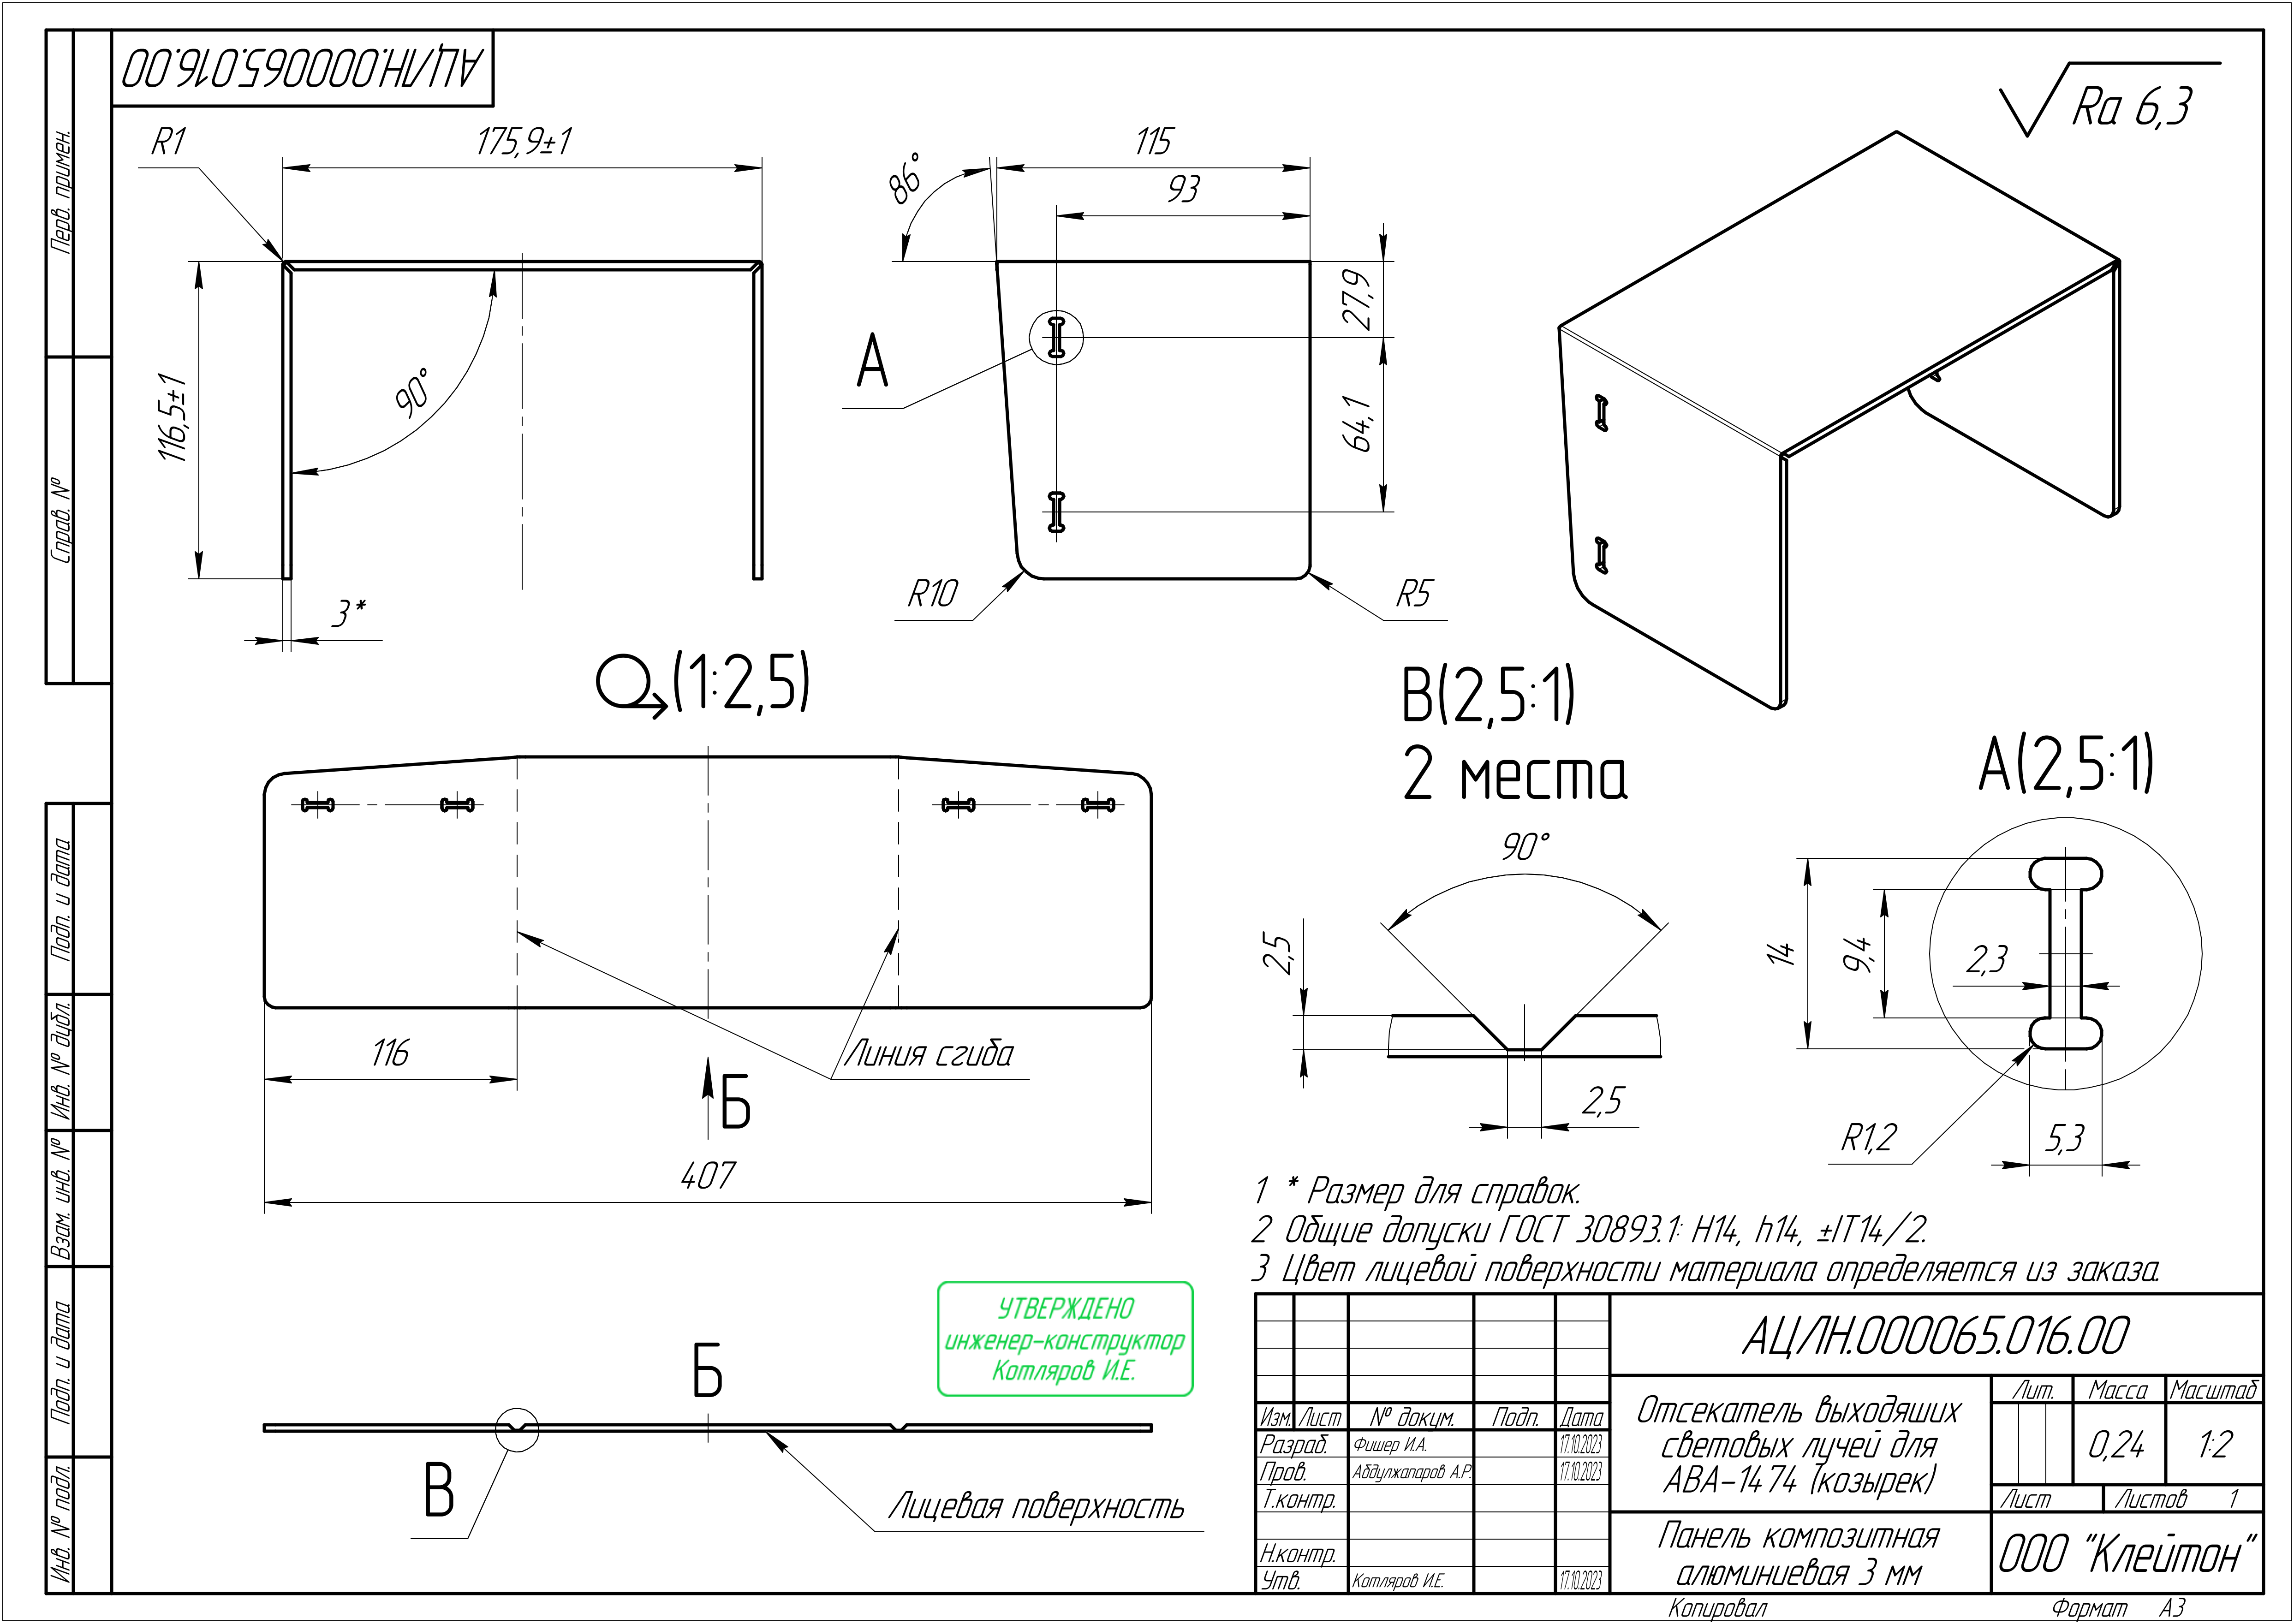 АЦЛН.000065.016.00
Ra 6,3
Перв. примен.
Справ. №
Подп. и дата
Инв. № дубл.
Взам. инв. №
Подп. и дата
Инв. № подл.
R1
175,9±1
116,5±1
90°
3*
86°
115
93
27,9
64,1
А
R10
R5
(1:2,5)
116
Линия сгиба
Б
407
В(2,5:1)
2 места
90°
2,5
2,5
А(2,5:1)
14
9,4
2,3
R1,2
5,3
Б
В
Лицевая поверхность
УТВЕРЖДЕНО
инженер-конструктор
Котляров И.Е.
1 * Размер для справок.
2 Общие допуски ГОСТ 30893.1: H14, h14, ±IT14/2.
3 Цвет лицевой поверхности материала определяется из заказа.
АЦЛН.000065.016.00
Изм. Лист № докум. Подп. Дата
Разраб. Фишер И.А. 17.10.2023
Пров. Абдулжапаров А.Р. 17.10.2023
Т.контр.
Н.контр.
Утв. Котляров И.Е. 17.10.2023
Отсекатель выходяших
световых лучей для
АВА-1474 (козырек)
Лит. Масса Масштаб
0,24 1:2
Лист Листов 1
Панель композитная
алюминиевая 3 мм
ООО "Клейтон"
Копировал Формат А3